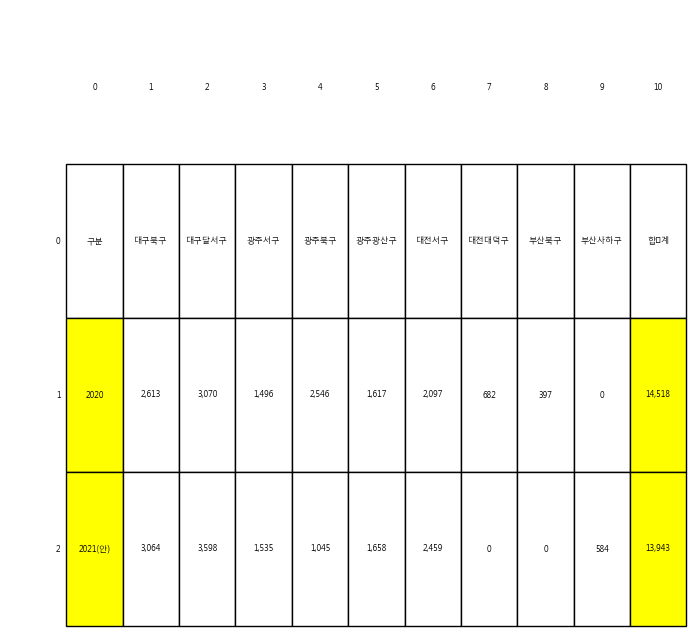 0 1 2 3 4 5 6 7 8 9 10
0 구분 대구북구 대구달서구 광주서구 광주북구 광주광산구 대전서구 대전대덕구 부산북구 부산사하구 합□계
1 2020 2,613 3,070 1,496 2,546 1,617 2,097 682 397 0 14,518
2 2021(안) 3,064 3,598 1,535 1,045 1,658 2,459 0 0 584 13,943